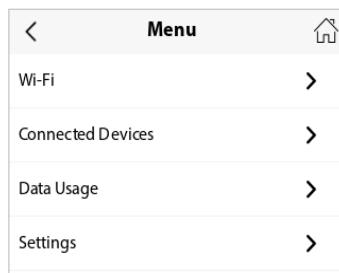 Menu
Wi-Fi
Connected Devices
Data Usage
Settings